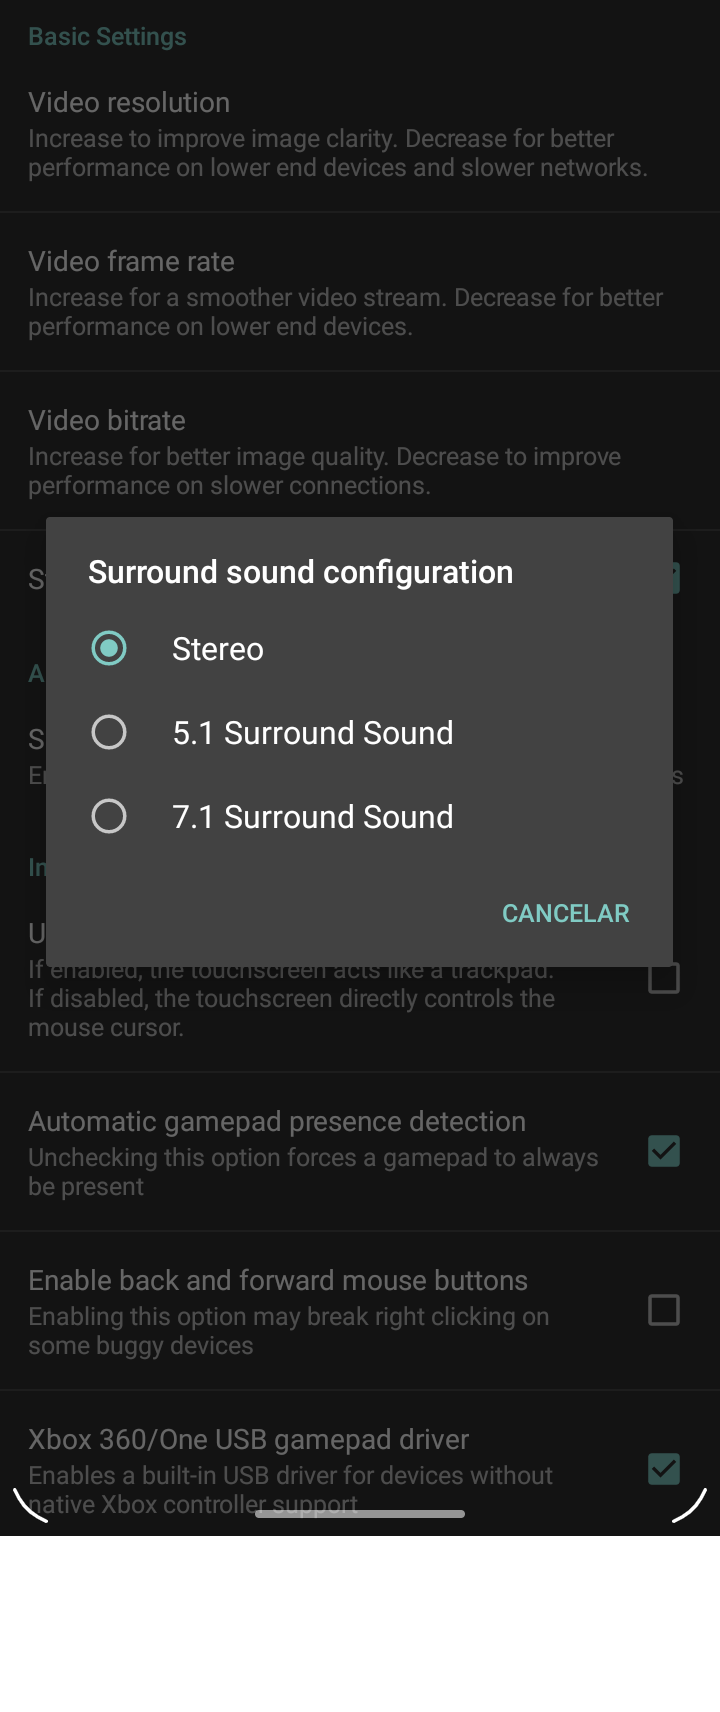 Basic Settings
Video resolution
Increase to improve image clarity. Decrease for better
performance on lower end devices and slower networks.
Video frame rate
Increase for a smoother video stream. Decrease for better
performance on lower end devices.
Video bitrate
Increase for better image quality. Decrease to improve
performance on slower connections.
Surround sound configuration
Stereo
5.1 Surround Sound
7.1 Surround Sound
CANCELAR
If enabled, the touchscreen acts like a trackpad.
If disabled, the touchscreen directly controls the
mouse cursor.
Automatic gamepad presence detection
Unchecking this option forces a gamepad to always
be present
Enable back and forward mouse buttons
Enabling this option may break right clicking on
some buggy devices
Xbox 360/One USB gamepad driver
Enables a built-in USB driver for devices without
native Xbox controller support